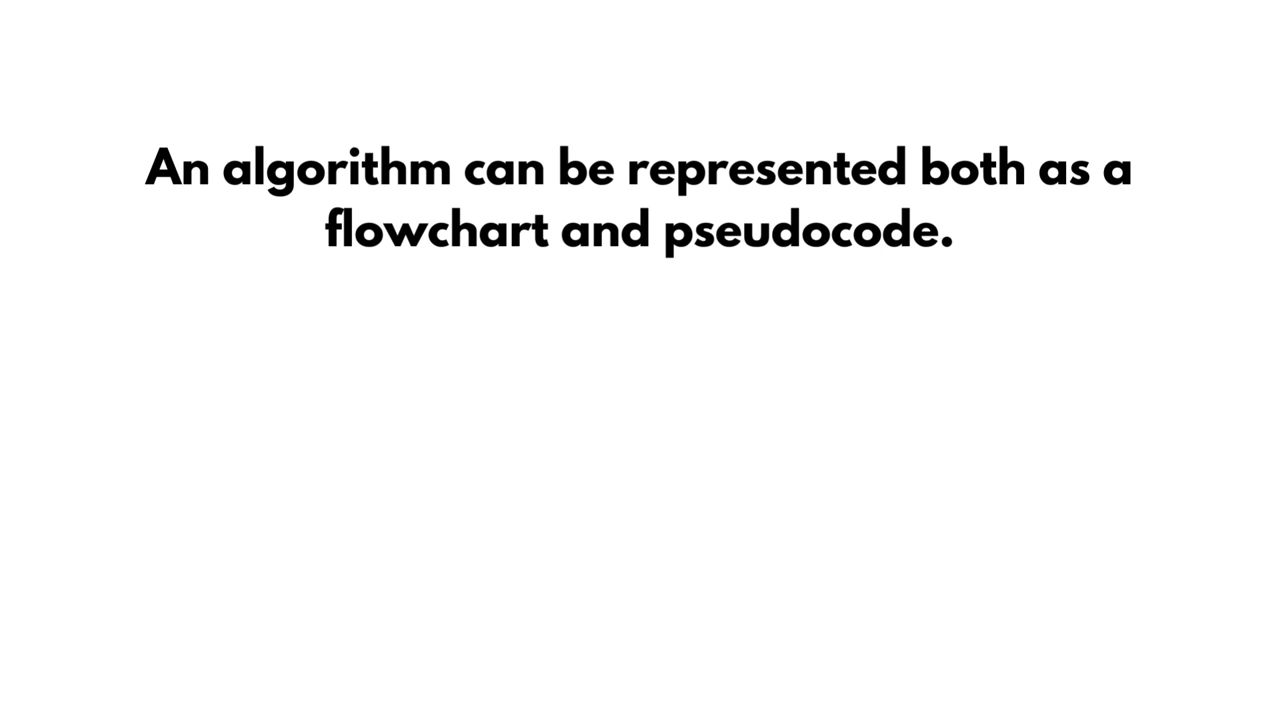 An algorithm can be represented both as a
flowchart and pseudocode.